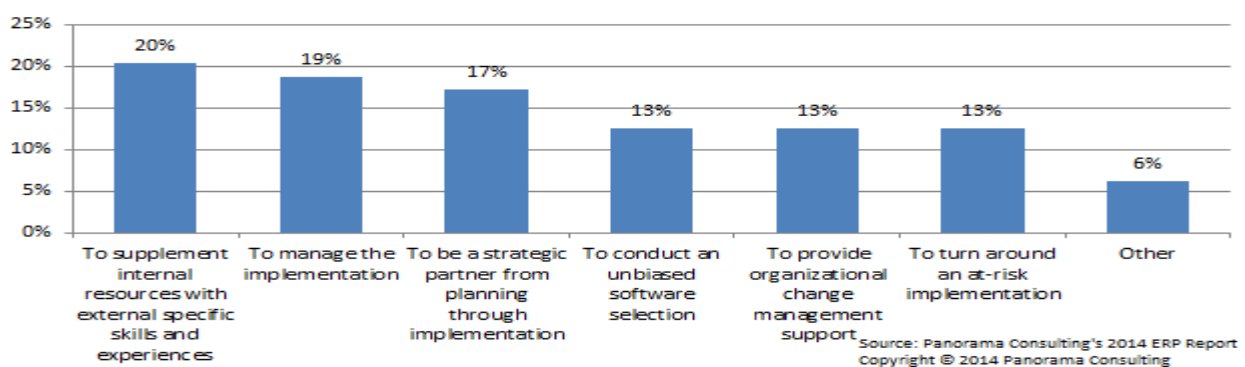 25%
20%
15%
10%
5%
0%
20%
19%
17%
13%
13%
13%
6%
To supplement
internal
resources with
external specific
skills and
experiences
To manage the
implementation
To be a strategic
partner from
planning
through
implementation
To conduct an
unbiased
software
selection
To provide
organizational
change
management
support
To turn around
an at-risk
implementation
Other
Source: Panorama Consulting's 2014 ERP Report
Copyright © 2014 Panorama Consulting